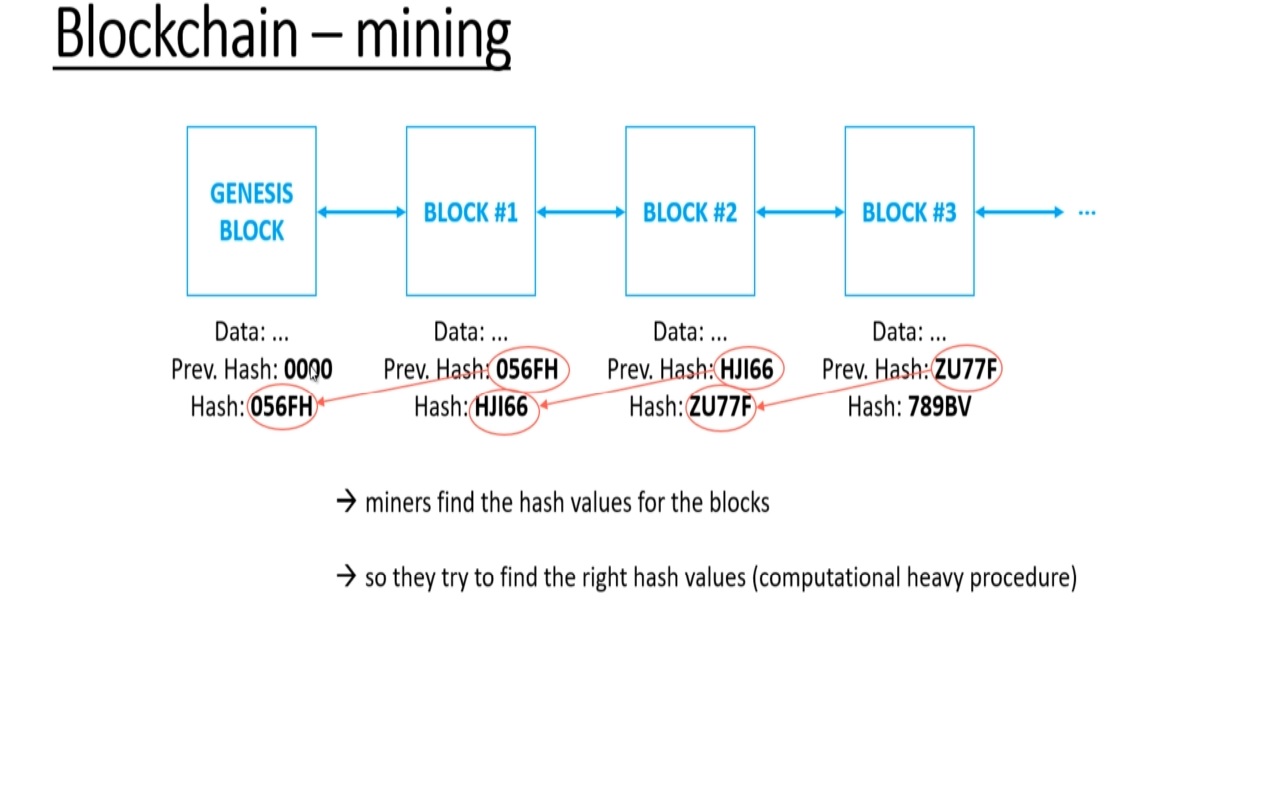 Blockchain – mining
GENESIS
BLOCK
BLOCK #1
BLOCK #2
BLOCK #3
...
Data: ...
Prev. Hash: 0000
Hash: 056FH
Data: ...
Prev. Hash: 056FH
Hash: HJI66
Data: ...
Prev. Hash: HJI66
Hash: ZU77F
Data: ...
Prev. Hash: ZU77F
Hash: 789BV
→ miners find the hash values for the blocks
→ so they try to find the right hash values (computational heavy procedure)